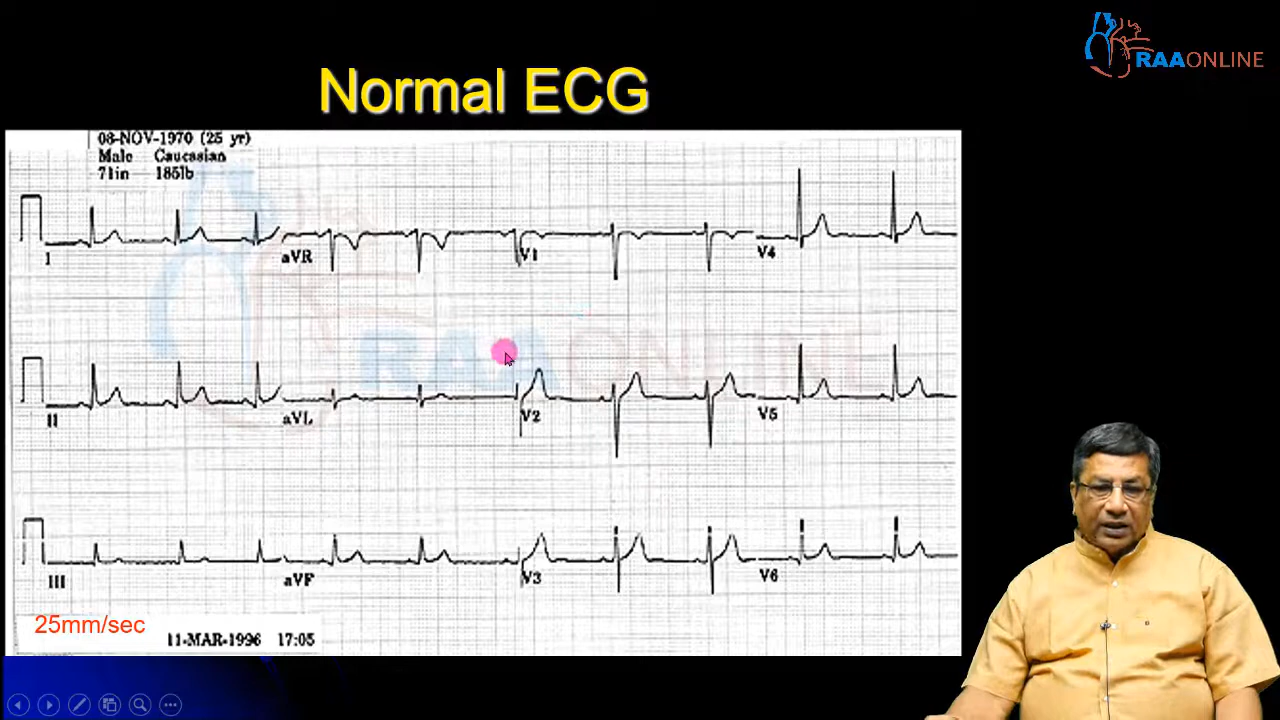 RAAONLINE
Normal ECG
08-NOV-1970 (25 yr)
Male Caucasian
71in 185lb
I
aVR
V1
V4
RAAONLINE
II
aVL
V2
V5
III
aVF
V3
V6
25mm/sec
11-MAR-1996 17:05